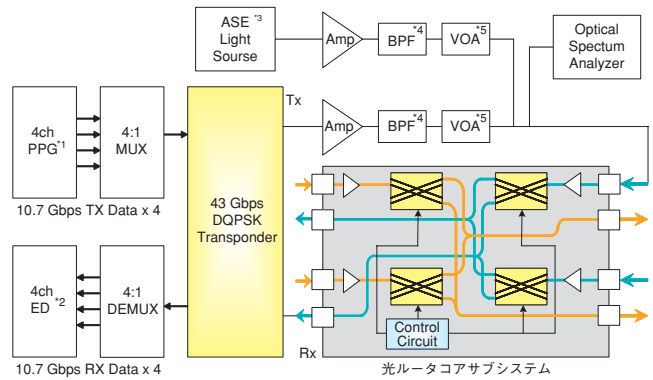 ASE*3
Light
Sourse
Amp
BPF*4
VOA*5
Optical
Spectum
Analyzer
4ch
PPG*1
4:1
MUX
10.7 Gbps TX Data x 4
43 Gbps
DQPSK
Transponder
Tx
Amp
BPF*4
VOA*5
4ch
ED*2
4:1
DEMUX
10.7 Gbps RX Data x 4
Rx
Control
Circuit
光ルータコアサブシステム